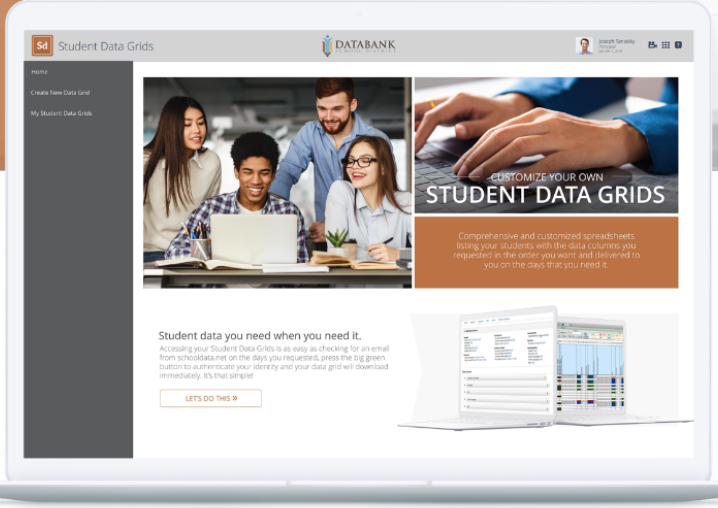 Sd Student Data Grids
DATABANK
SCHOOL DISTRICT
Principal
Home
Create New Data Grid
My Student Data Grids
CUSTOMIZE YOUR OWN
STUDENT DATA GRIDS
Comprehensive and customized spreadsheets
listing your students with the data columns you
requested in the order you want and delivered to
you on the days that you need it.
Student data you need when you need it.
Accessing your Student Data Grids is as easy as checking for an email
from schooldata.net on the days you requested, press the big green
button to authenticate your identity and your data grid will download
immediately. It's that simple!
LET'S DO THIS »